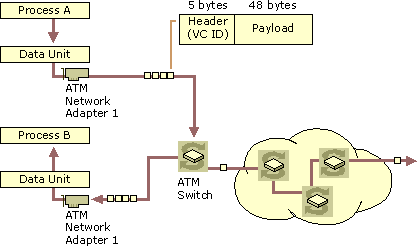 Process A
Data Unit
ATM
Network
Adapter 1
5 bytes
48 bytes
Header
(VC ID)
Payload
Process B
Data Unit
ATM
Network
Adapter 1
ATM
Switch